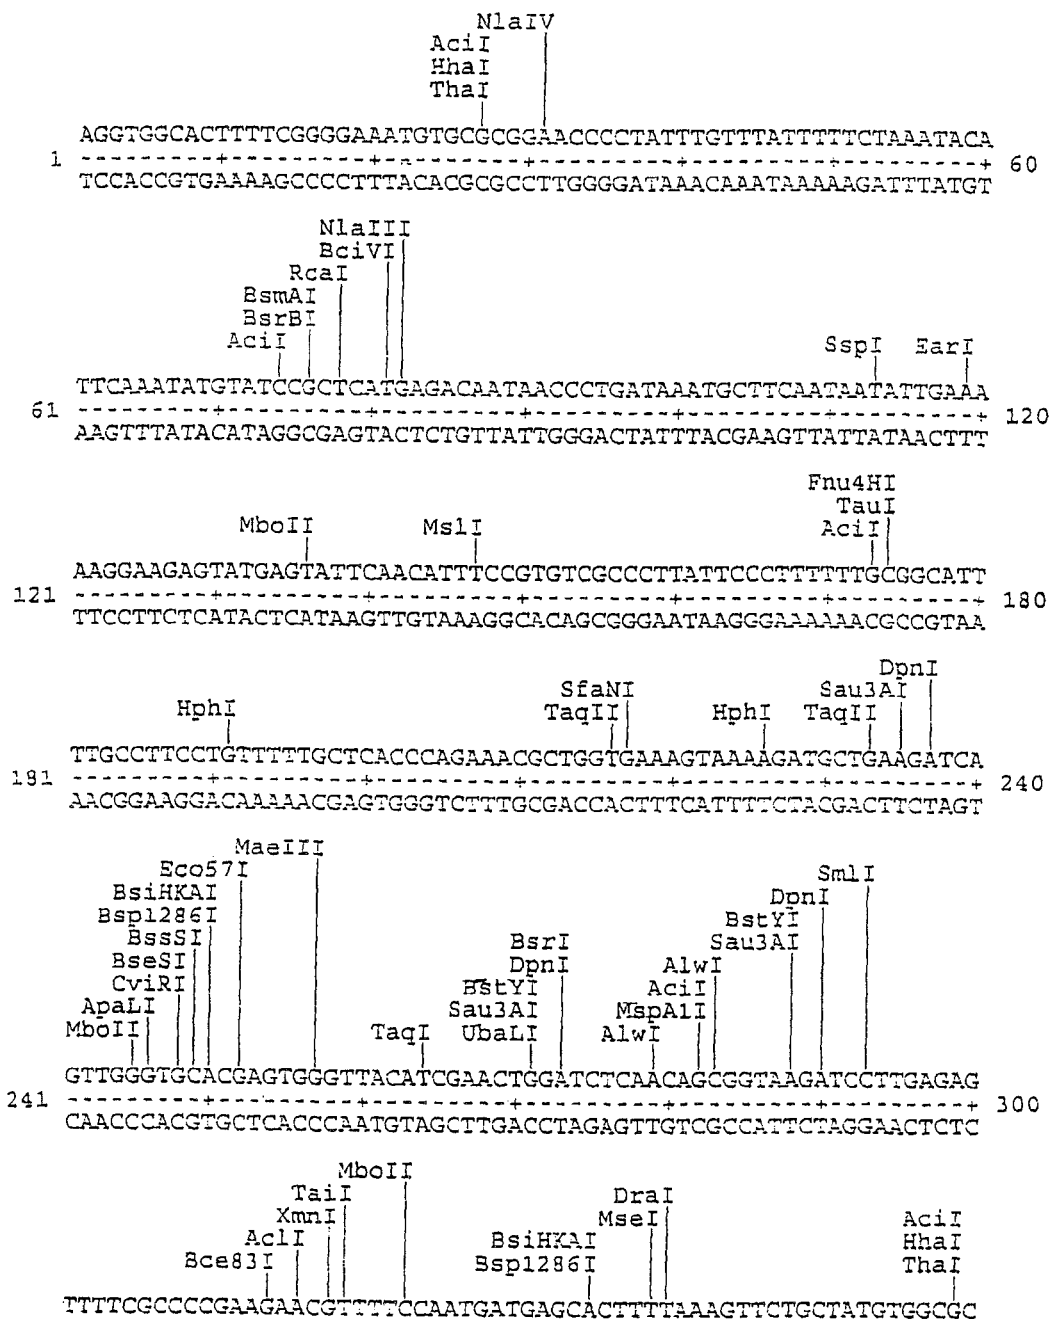 NlaIV
AciI
HhaI
ThaI
AGGTGGCACTTTTCGGGGAAATGTGCGCGGAACCCCTATTTGTTTATTTTTCTAAATACA
1 ---------+---------+---------+---------+---------+---------+ 60
TCCACCGTGAAAAGCCCCTTTACACGCGCCTTGGGGATAAACAAATAAAAAGATTTATGT
NlaIII
BciVI
RcaI
BsmAI
BsrBI
AciI SspI EarI
TTCAAATATGTATCCGCTCATGAGACAATAACCCTGATAAATGCTTCAATAATATTGAAA
61 ---------+---------+---------+---------+---------+---------+ 120
AAGTTTATACATAGGCGAGTACTCTGTTATTGGGACTATTTACGAAGTTATTATAACTTT
Fnu4HI
TauI
MboII MslI AciI
AAGGAAGAGTATGAGTATTCAACATTTCCGTGTCGCCCTTATTCCCTTTTTTGCGGCATT
121 ---------+---------+---------+---------+---------+---------+ 180
TTCCTTCTCATACTCATAAGTTGTAAAGGCACAGCGGGAATAAGGGAAAAAACGCCGTAA
DpnI
SfaNI Sau3AI
HphI TaqII HphI TaqII
TTGCCTTCCTGTTTTTGCTCACCCAGAAACGCTGGTGAAAGTAAAAGATGCTGAAGATCA
181 ---------+---------+---------+---------+---------+---------+ 240
AACGGAAGGACAAAAACGAGTGGGTCTTTGCGACCACTTTCATTTTCTACGACTTCTAGT
MaeIII
Eco57I SmlI
BsiHKAI DpnI
Bsp1286I BstYI
BssSI BsrI Sau3AI
BseSI DpnI AlwI
CviRI BstYI AciI
ApaLI Sau3AI MspA1I
MboII TaqI UbaLI AlwI
GTTGGGTGCACGAGTGGGTTACATCGAACTGGATCTCAACAGCGGTAAGATCCTTGAGAG
241 ---------+---------+---------+---------+---------+---------+ 300
CAACCCACGTGCTCACCCAATGTAGCTTGACCTAGAGTTGTCGCCATTCTAGGAACTCTC
MboII
TaiI DraI
XmnI MseI AciI
AclI BsiHKAI HhaI
Bce83I Bsp1286I ThaI
TTTTCGCCCCGAAGAACGTTTTCCAATGATGAGCACTTTTAAAGTTCTGCTATGTGGCGC